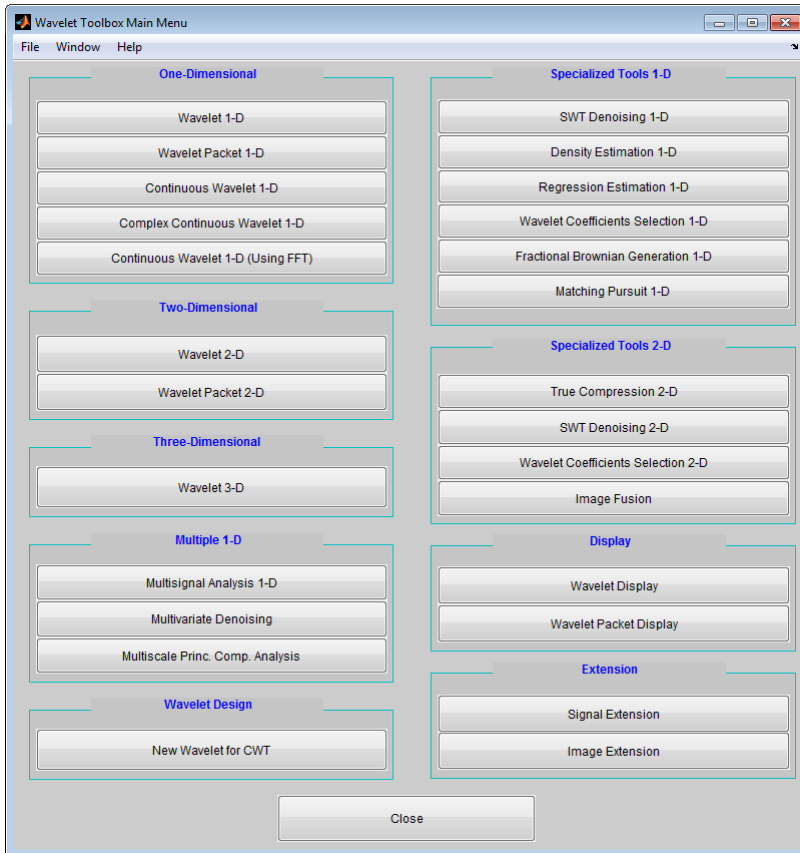 Wavelet Toolbox Main Menu
File Window Help
One-Dimensional
Wavelet 1-D
Wavelet Packet 1-D
Continuous Wavelet 1-D
Complex Continuous Wavelet 1-D
Continuous Wavelet 1-D (Using FFT)
Two-Dimensional
Wavelet 2-D
Wavelet Packet 2-D
Three-Dimensional
Wavelet 3-D
Multiple 1-D
Multisignal Analysis 1-D
Multivariate Denoising
Multiscale Princ. Comp. Analysis
Wavelet Design
New Wavelet for CWT
Specialized Tools 1-D
SWT Denoising 1-D
Density Estimation 1-D
Regression Estimation 1-D
Wavelet Coefficients Selection 1-D
Fractional Brownian Generation 1-D
Matching Pursuit 1-D
Specialized Tools 2-D
True Compression 2-D
SWT Denoising 2-D
Wavelet Coefficients Selection 2-D
Image Fusion
Display
Wavelet Display
Wavelet Packet Display
Extension
Signal Extension
Image Extension
Close